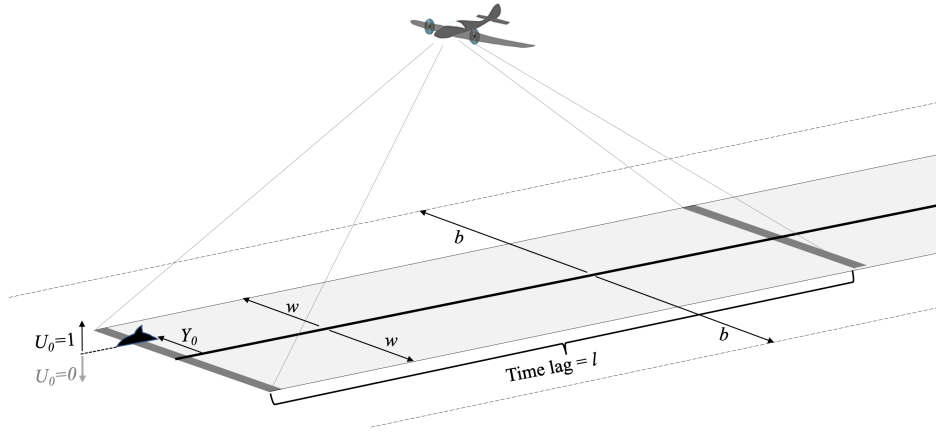 b
w
U₀=1
Y₀
w
b
U₀=0
Time lag = l